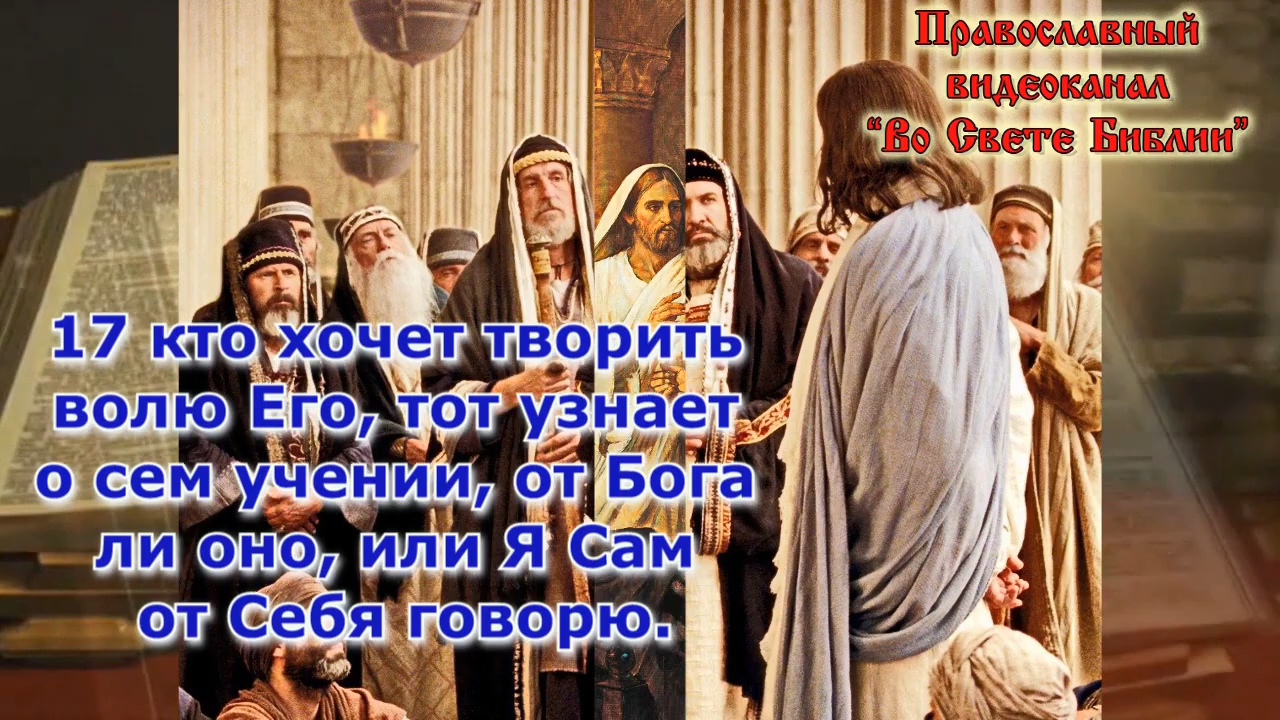 Православный
видеоканал
“Во Свете Библии”
17 кто хочет творить
волю Его, тот узнает
о сем учении, от Бога
ли оно, или Я Сам
от Себя говорю.